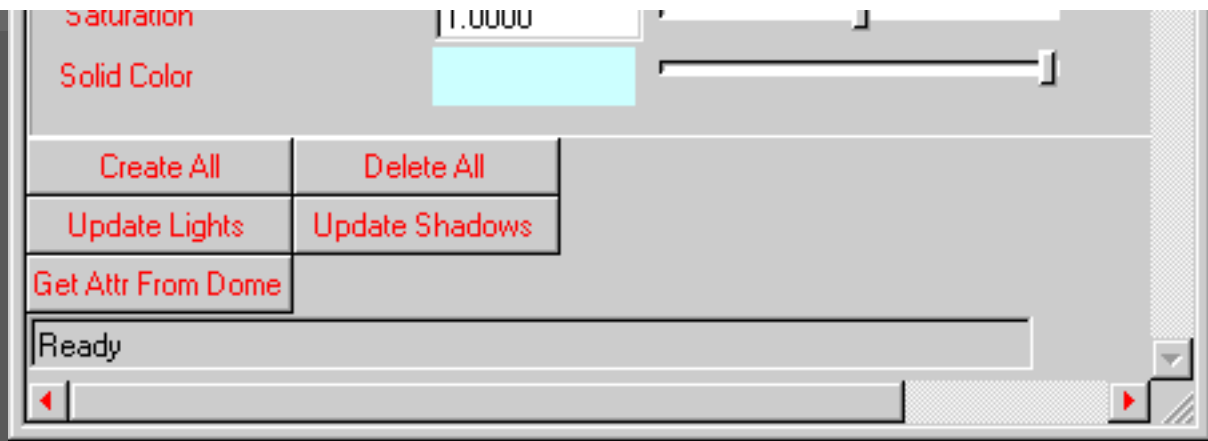 Saturation 1.0000
Solid Color
Create All Delete All
Update Lights Update Shadows
Get Attr From Dome
Ready